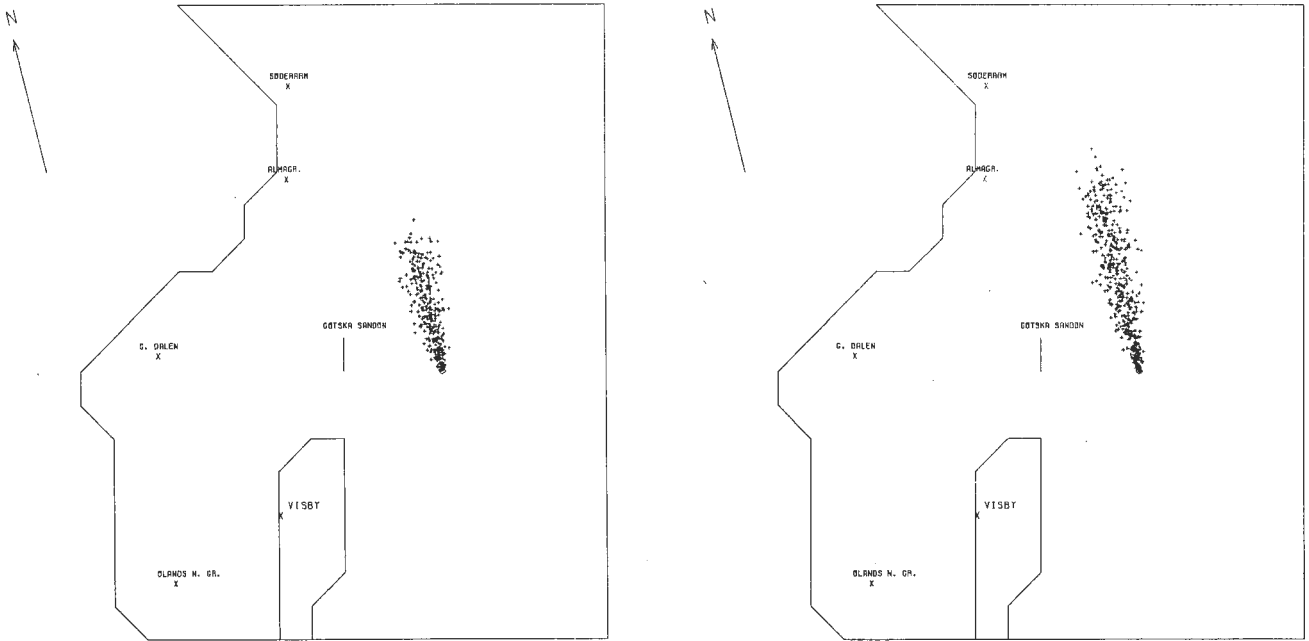 N
SÖDERARM
X
ALMAGR.
X
GOTSKA SANDÖN
G. DALEN
X
VISBY
X
ÖLANDS N. GR.
X
N
SÖDERARM
X
ALMAGR.
X
GOTSKA SANDÖN
G. DALEN
X
VISBY
X
ÖLANDS N. GR.
X